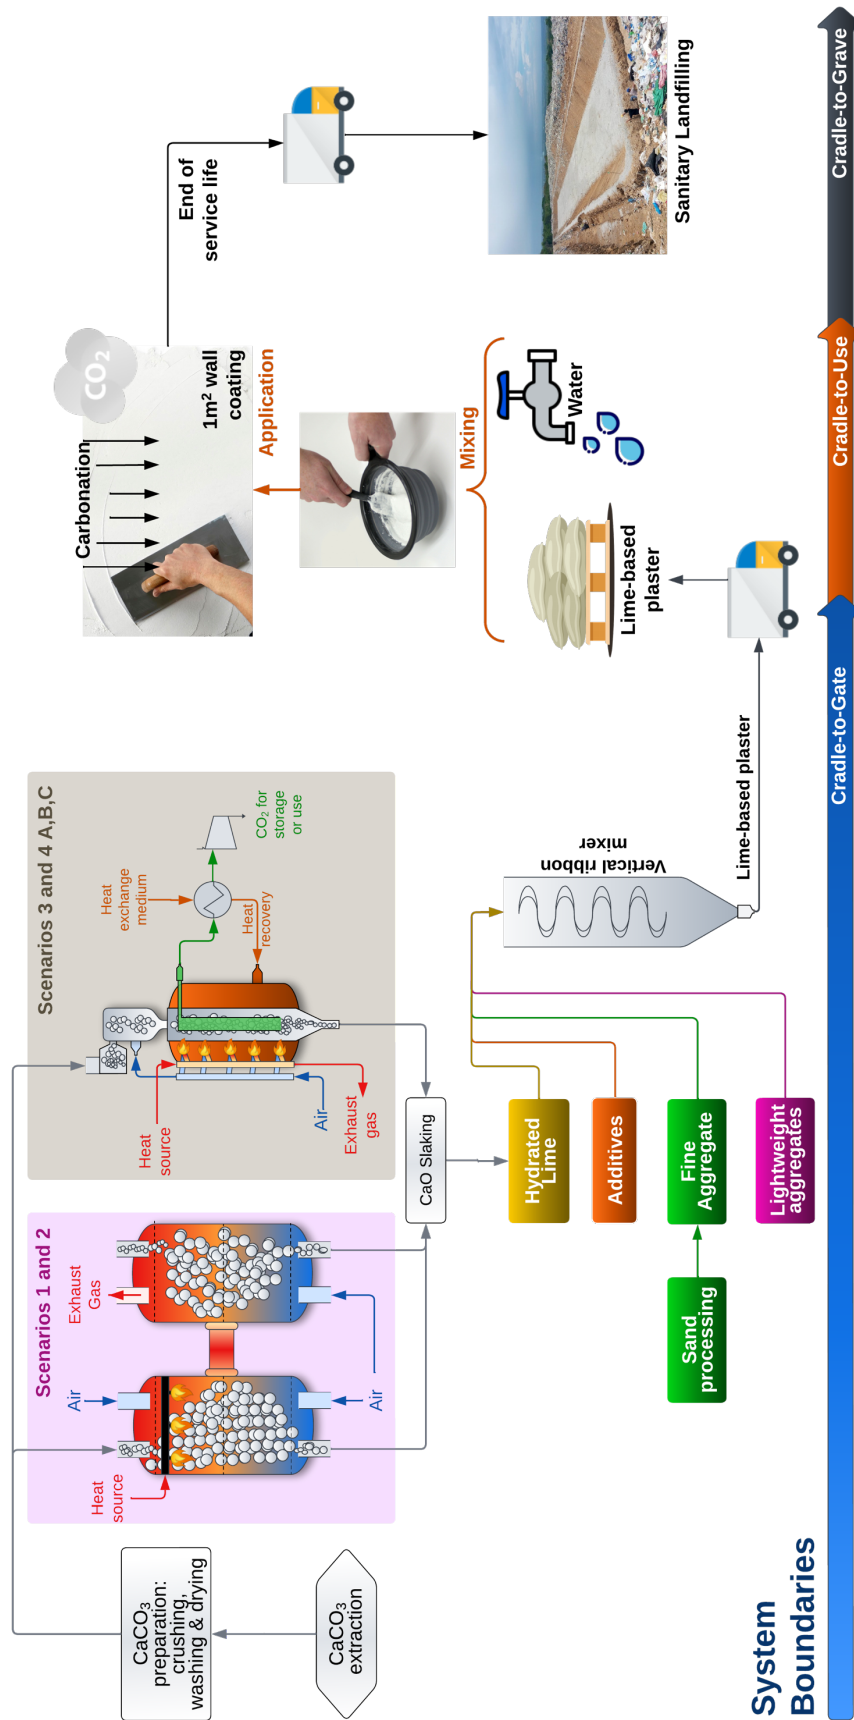 CaCO₃
extraction
CaCO₃
preparation:
crushing,
washing & drying
Scenarios 1 and 2
Heat
source
Air
Exhaust
Gas
Air
Scenarios 3 and 4 A,B,C
Heat
source
Air
Exhaust
gas
Heat
exchange
medium
Heat
recovery
CO₂ for
storage
or use
CaO Slaking
Hydrated
Lime
Additives
Sand
processing
Fine
Aggregate
Lightweight
aggregates
Vertical ribbon
mixer
Lime-based plaster
Lime-based
plaster
Water
Mixing
Application
Carbonation
CO₂
1m² wall
coating
End of
service life
Sanitary Landfilling
System
Boundaries
Cradle-to-Gate
Cradle-to-Use
Cradle-to-Grave